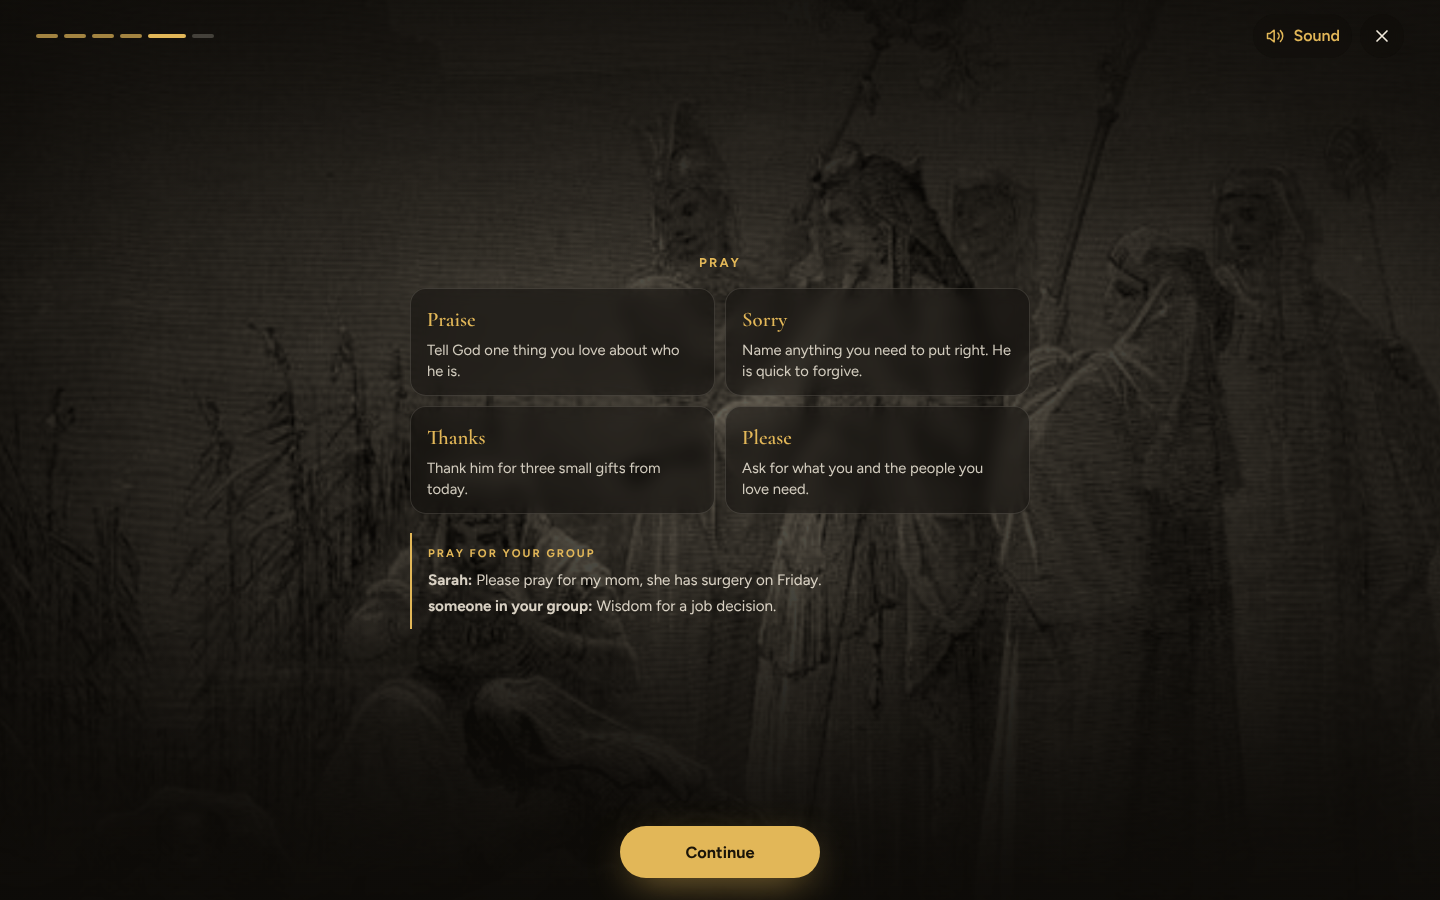 Sound
PRAY
Praise
Tell God one thing you love about who
he is.
Sorry
Name anything you need to put right. He
is quick to forgive.
Thanks
Thank him for three small gifts from
today.
Please
Ask for what you and the people you
love need.
PRAY FOR YOUR GROUP
Sarah: Please pray for my mom, she has surgery on Friday.
someone in your group: Wisdom for a job decision.
Continue